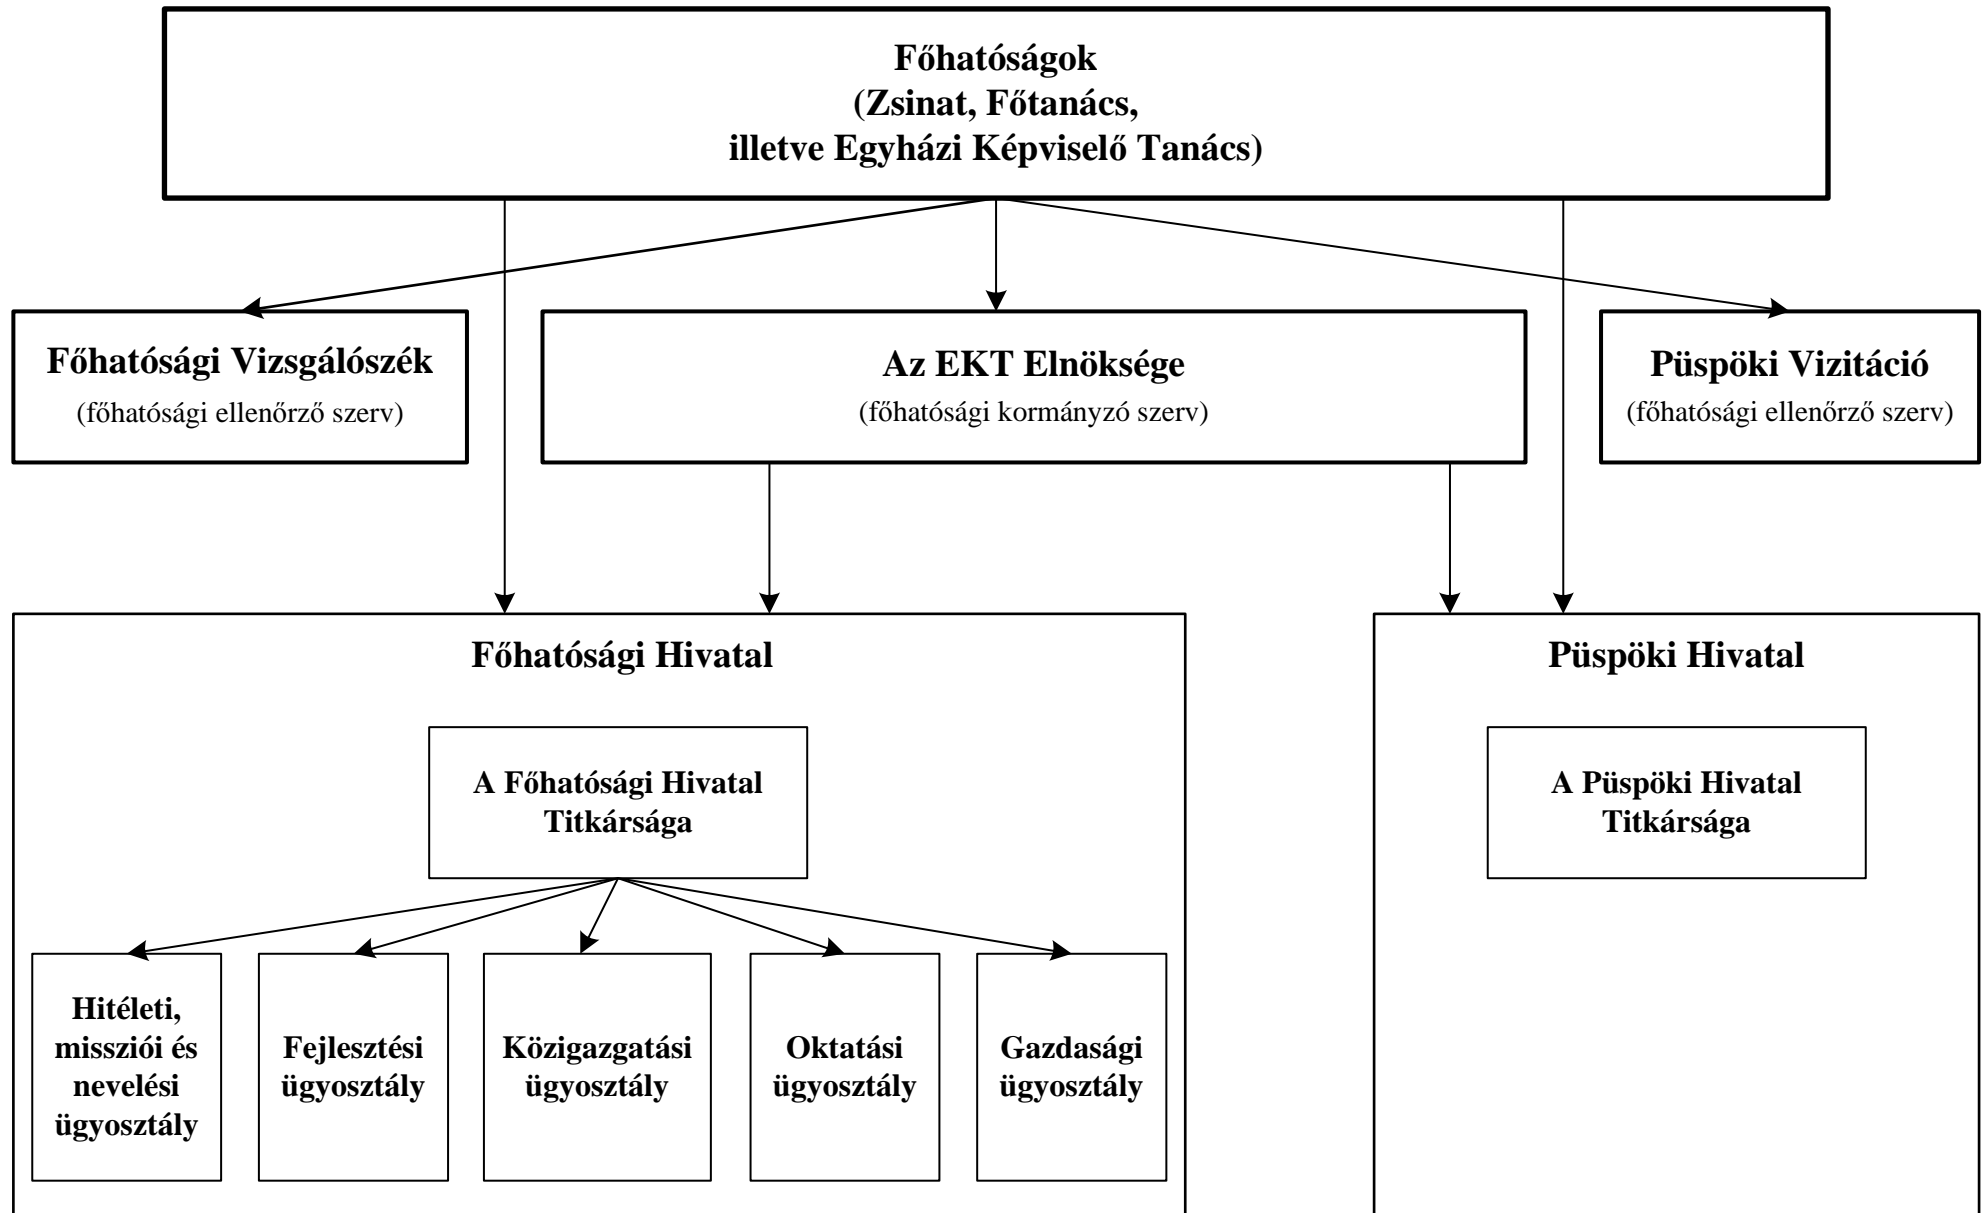 Főhatóságok
(Zsinat, Főtanács,
illetve Egyházi Képviselő Tanács)
Főhatósági Vizsgálószék
(főhatósági ellenőrző szerv)
Az EKT Elnöksége
(főhatósági kormányzó szerv)
Püspöki Vizitáció
(főhatósági ellenőrző szerv)
Főhatósági Hivatal
A Főhatósági Hivatal
Titkársága
Hitéleti,
missziói és
nevelési
ügyosztály
Fejlesztési
ügyosztály
Közigazgatási
ügyosztály
Oktatási
ügyosztály
Gazdasági
ügyosztály
Püspöki Hivatal
A Püspöki Hivatal
Titkársága